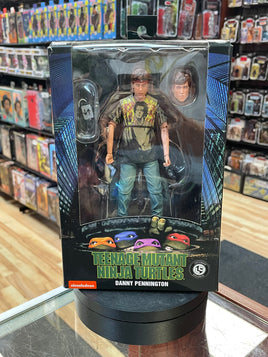 TEENAGE MUTANT
NINJA TURTLES
nickelodeon
DANNY PENNINGTON